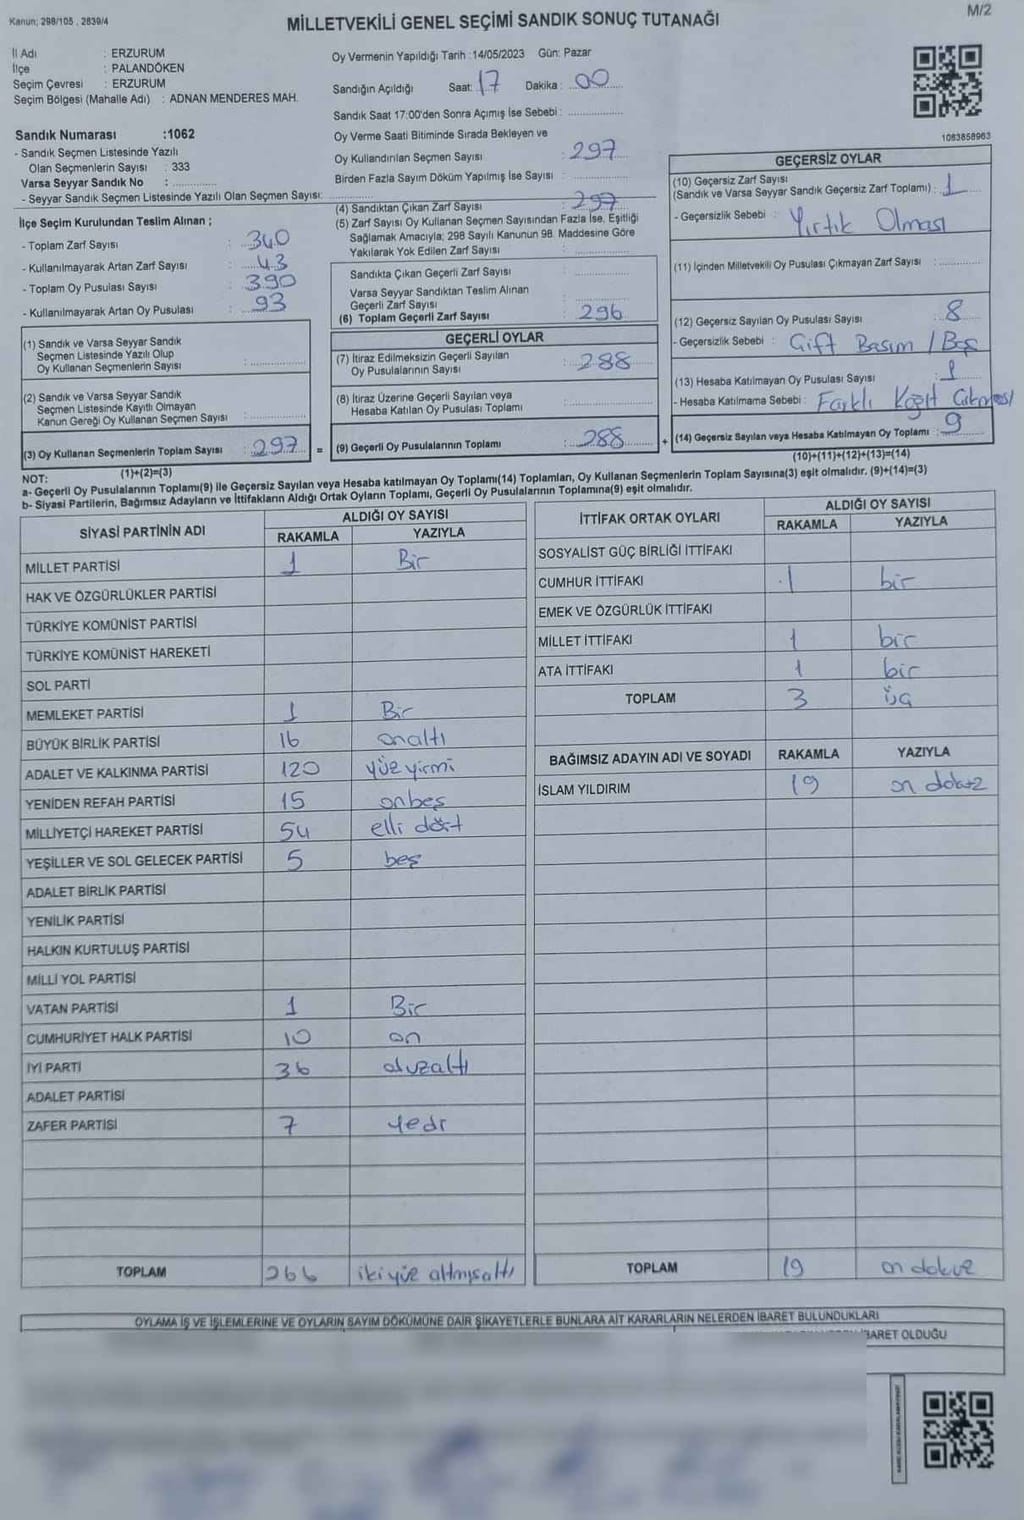 Kanun; 298/105 , 2839/4
MİLLETVEKİLİ GENEL SEÇİMİ SANDIK SONUÇ TUTANAĞI
M/2
İl Adı : ERZURUM
İlçe : PALANDÖKEN
Seçim Çevresi : ERZURUM
Seçim Bölgesi (Mahalle Adı) : ADNAN MENDERES MAH.
Sandık Numarası :1062
- Sandık Seçmen Listesinde Yazılı
Olan Seçmenlerin Sayısı : 333
Varsa Seyyar Sandık No :
- Seyyar Sandık Seçmen Listesinde Yazılı Olan Seçmen Sayısı:
İlçe Seçim Kurulundan Teslim Alınan ;
- Toplam Zarf Sayısı : 340
- Kullanılmayarak Artan Zarf Sayısı : 43
- Toplam Oy Pusulası Sayısı : 390
- Kullanılmayarak Artan Oy Pusulası : 93
(1) Sandık ve Varsa Seyyar Sandık
Seçmen Listesinde Yazılı Olup
Oy Kullanan Seçmenlerin Sayısı :
(2) Sandık ve Varsa Seyyar Sandık
Seçmen Listesinde Kayıtlı Olmayan
Kanun Gereği Oy Kullanan Seçmen Sayısı :
(3) Oy Kullanan Seçmenlerin Toplam Sayısı : 297 =
(1)+(2)=(3)
Oy Vermenin Yapıldığı Tarih :14/05/2023 Gün: Pazar
Sandığın Açıldığı Saat: 17 Dakika : 00
Sandık Saat 17:00'den Sonra Açımış İse Sebebi :
Oy Verme Saati Bitiminde Sırada Bekleyen ve
Oy Kullandırılan Seçmen Sayısı : 297
Birden Fazla Sayım Döküm Yapılmış İse Sayısı :
(4) Sandıktan Çıkan Zarf Sayısı : 297
(5) Zarf Sayısı Oy Kullanan Seçmen Sayısından Fazla İse, Eşitliği
Sağlamak Amacıyla; 298 Sayılı Kanunun 98. Maddesine Göre
Yakılarak Yok Edilen Zarf Sayısı :
Sandıkta Çıkan Geçerli Zarf Sayısı :
Varsa Seyyar Sandıktan Teslim Alınan
Geçerli Zarf Sayısı :
(6) Toplam Geçerli Zarf Sayısı : 296
GEÇERLİ OYLAR
(7) İtiraz Edilmeksizin Geçerli Sayılan
Oy Pusulalarının Sayısı : 288
(8) İtiraz Üzerine Geçerli Sayılan veya
Hesaba Katılan Oy Pusulası Toplamı :
(9) Geçerli Oy Pusulalarının Toplamı : 288 +
1063858963
GEÇERSİZ OYLAR
(10) Geçersiz Zarf Sayısı
(Sandık ve Varsa Seyyar Sandık Geçersiz Zarf Toplamı) : 1
- Geçersizlik Sebebi : Yırtık Olması
(11) İçinden Milletvekili Oy Pusulası Çıkmayan Zarf Sayısı :
(12) Geçersiz Sayılan Oy Pusulası Sayısı : 8
- Geçersizlik Sebebi : Çift Basım / Boş
(13) Hesaba Katılmayan Oy Pusulası Sayısı : 1
- Hesaba Katılmama Sebebi : Farklı Kağıt Çıkması
(14) Geçersiz Sayılan veya Hesaba Katılmayan Oy Toplamı : 9
(10)+(11)+(12)+(13)=(14)
NOT:
a- Geçerli Oy Pusulalarının Toplamı(9) ile Geçersiz Sayılan veya Hesaba katılmayan Oy Toplamı(14) Toplamları, Oy Kullanan Seçmenlerin Toplam Sayısına(3) eşit olmalıdır. (9)+(14)=(3)
b- Siyasi Partilerin, Bağımsız Adayların ve İttifakların Aldığı Ortak Oyların Toplamı, Geçerli Oy Pusulalarının Toplamına(9) eşit olmalıdır.
SİYASİ PARTİNİN ADI ALDIĞI OY SAYISI
RAKAMLA YAZIYLA
MİLLET PARTİSİ 1 Bir
HAK VE ÖZGÜRLÜKLER PARTİSİ
TÜRKİYE KOMÜNİST PARTİSİ
TÜRKİYE KOMÜNİST HAREKETİ
SOL PARTİ
MEMLEKET PARTİSİ 1 Bir
BÜYÜK BİRLİK PARTİSİ 16 onaltı
ADALET VE KALKINMA PARTİSİ 120 yüz yirmi
YENİDEN REFAH PARTİSİ 15 onbeş
MİLLİYETÇİ HAREKET PARTİSİ 54 elli dört
YEŞİLLER VE SOL GELECEK PARTİSİ 5 beş
ADALET BİRLİK PARTİSİ
YENİLİK PARTİSİ
HALKIN KURTULUŞ PARTİSİ
MİLLİ YOL PARTİSİ
VATAN PARTİSİ 1 Bir
CUMHURİYET HALK PARTİSİ 10 on
İYİ PARTİ 36 otuzaltı
ADALET PARTİSİ
ZAFER PARTİSİ 7 Yedi
TOPLAM 266 ikiyüz altmışaltı
İTTİFAK ORTAK OYLARI ALDIĞI OY SAYISI
RAKAMLA YAZIYLA
SOSYALİST GÜÇ BİRLİĞİ İTTİFAKI
CUMHUR İTTİFAKI 1 bir
EMEK VE ÖZGÜRLÜK İTTİFAKI
MİLLET İTTİFAKI 1 bir
ATA İTTİFAKI 1 bir
TOPLAM 3 üç
BAĞIMSIZ ADAYIN ADI VE SOYADI RAKAMLA YAZIYLA
İSLAM YILDIRIM 19 on dokuz
TOPLAM 19 on dokuz
OYLAMA İŞ VE İŞLEMLERİNE VE OYLARIN SAYIM DÖKÜMÜNE DAİR ŞİKAYETLERLE BUNLARA AİT KARARLARIN NELERDEN İBARET BULUNDUKLARI
İBARET OLDUĞU